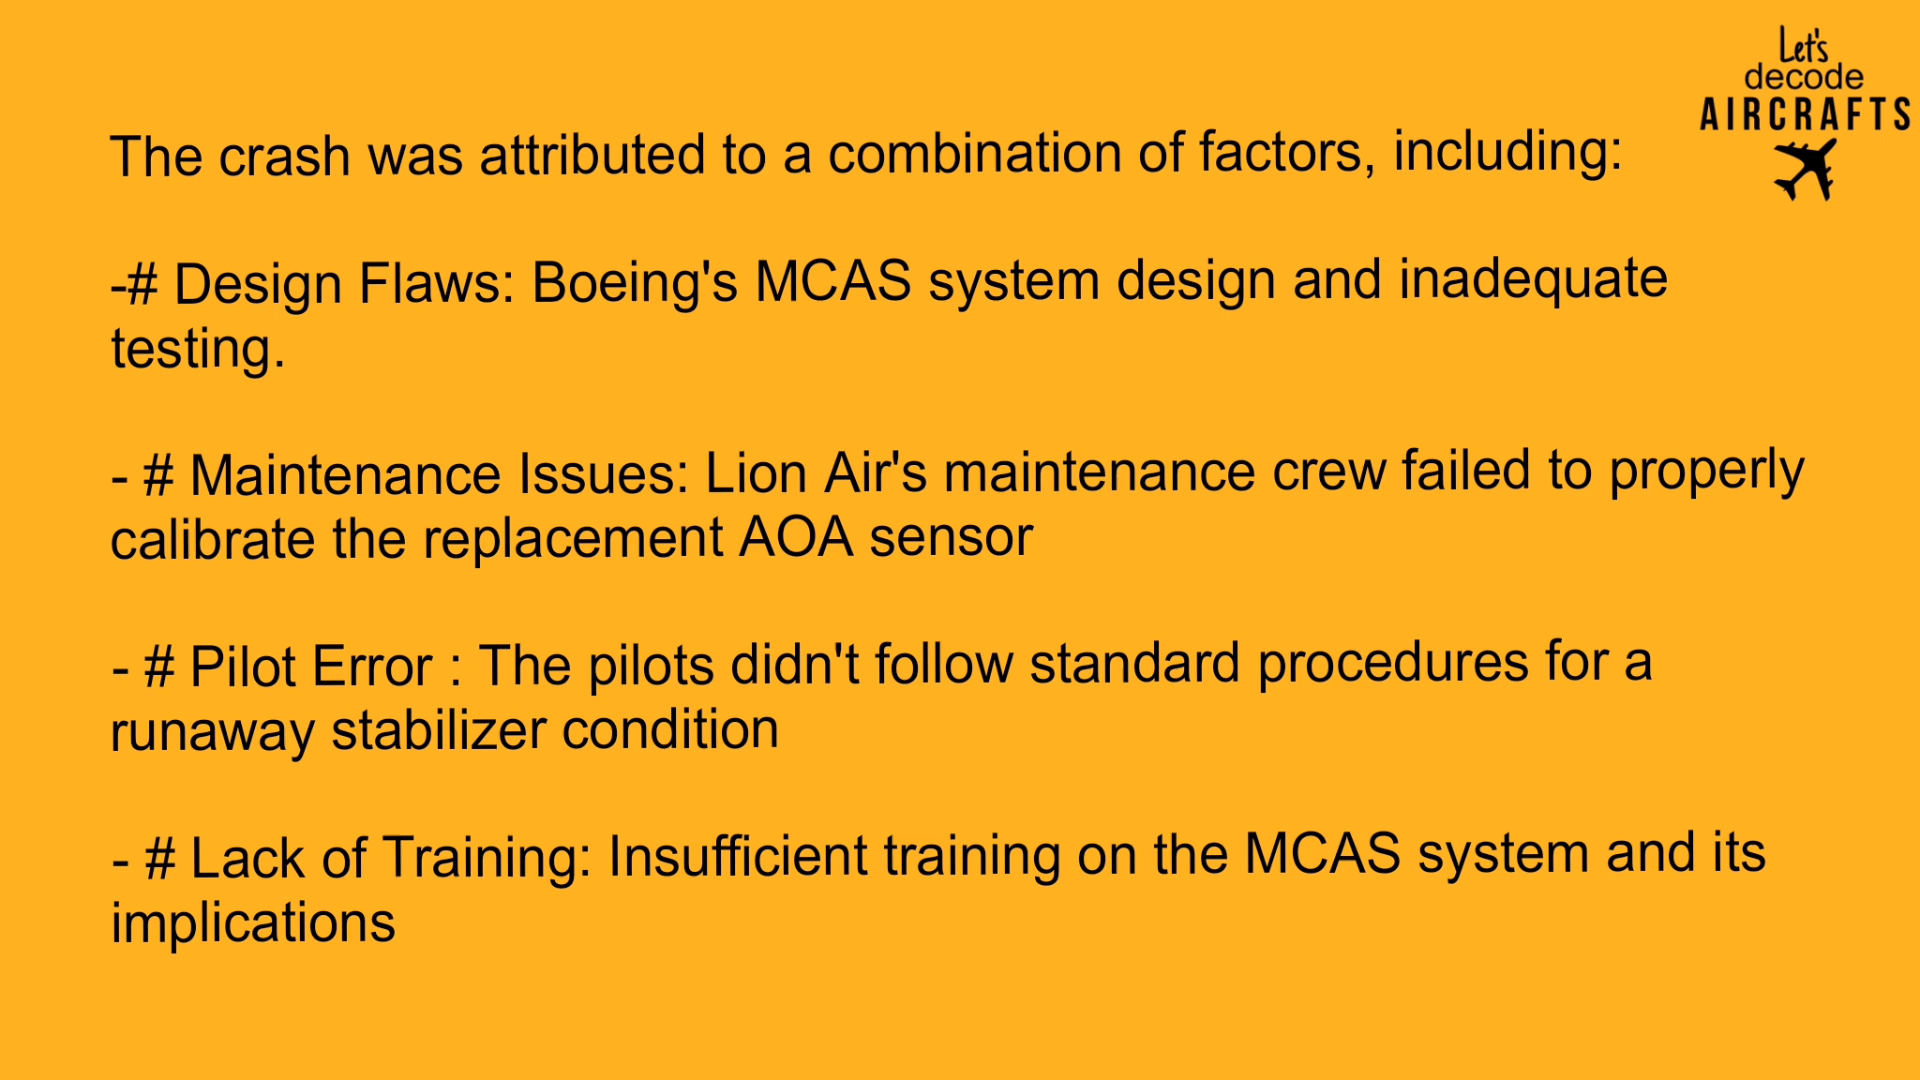 Let's
decode
AIRCRAFTS
The crash was attributed to a combination of factors, including:
-# Design Flaws: Boeing's MCAS system design and inadequate
testing.
- # Maintenance Issues: Lion Air's maintenance crew failed to properly
calibrate the replacement AOA sensor
- # Pilot Error : The pilots didn't follow standard procedures for a
runaway stabilizer condition
- # Lack of Training: Insufficient training on the MCAS system and its
implications